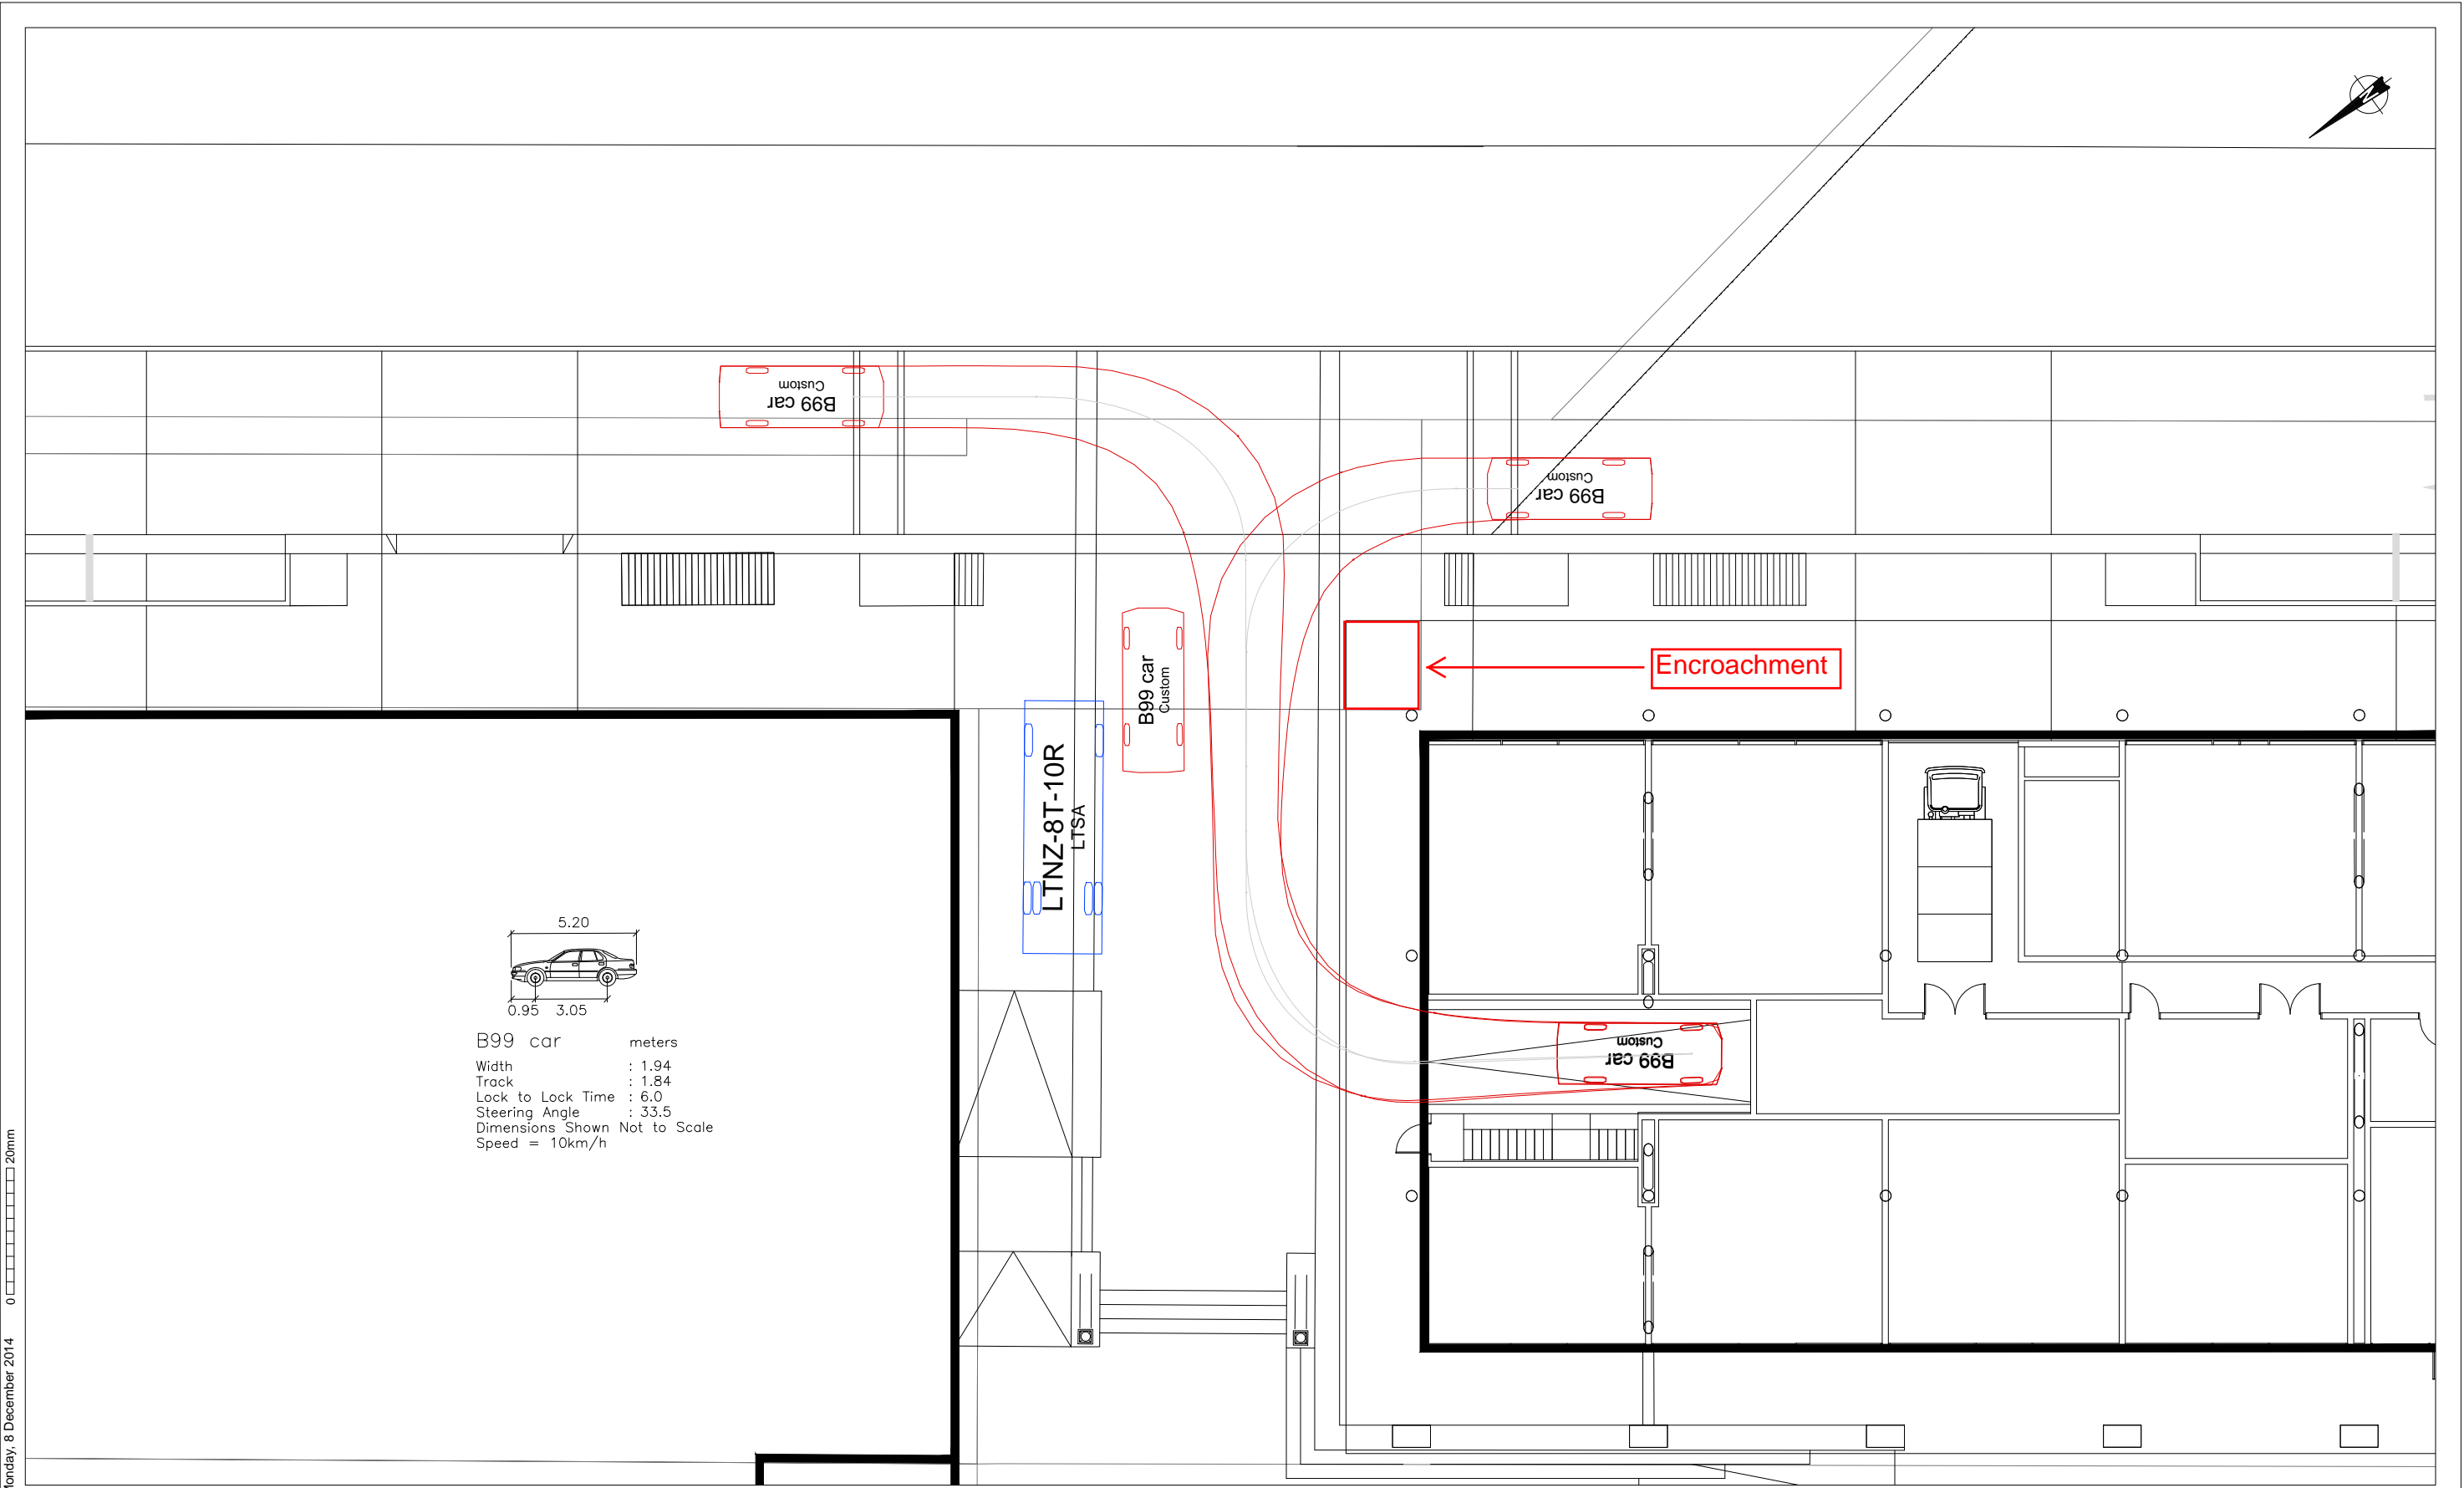 B99 car
Custom
B99 car
Custom
B99 car
Custom
Encroachment
LTNZ-8T-10R
LTSA
B99 car
Custom
5.20
0.95 3.05
B99 car meters
Width : 1.94
Track : 1.84
Lock to Lock Time : 6.0
Steering Angle : 33.5
Dimensions Shown Not to Scale
Speed = 10km/h
0 20mm
Monday, 8 December 2014